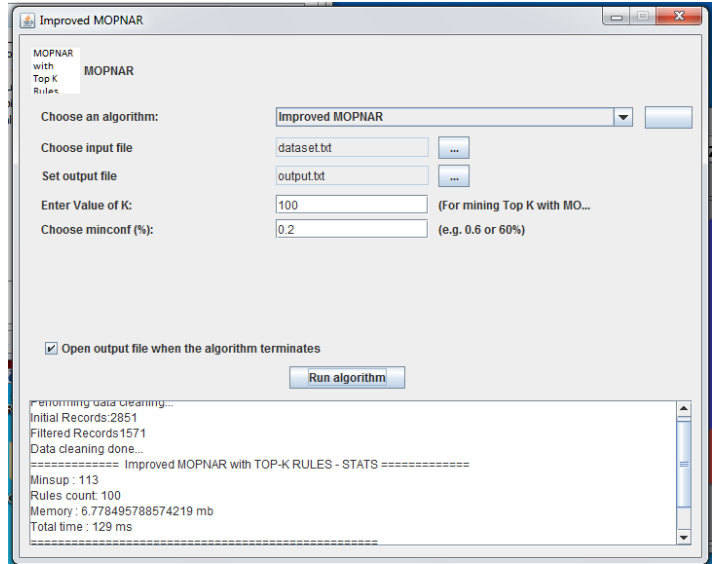 Improved MOPNAR
MOPNAR
with
Top K
Rules
MOPNAR
Choose an algorithm:
Improved MOPNAR
Choose input file
dataset.txt
...
Set output file
output.txt
...
Enter Value of K:
100
(For mining Top K with MO...
Choose minconf (%):
0.2
(e.g. 0.6 or 60%)
Open output file when the algorithm terminates
Run algorithm
Performing data cleaning...
Initial Records:2851
Filtered Records1571
Data cleaning done...
============= Improved MOPNAR with TOP-K RULES - STATS =============
Minsup : 113
Rules count: 100
Memory : 6.778495788574219 mb
Total time : 129 ms
====================================================